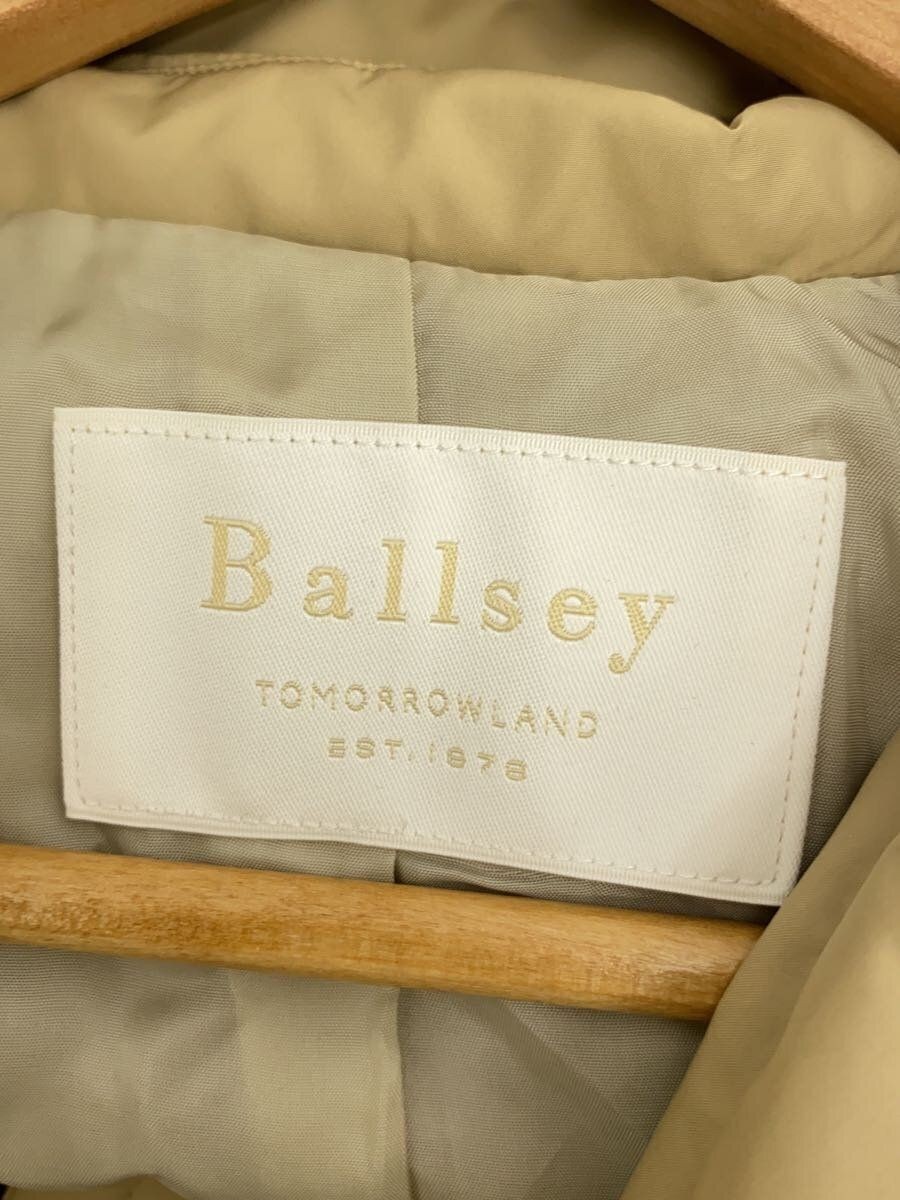 Ballsey
TOMORROWLAND
EST. 1978